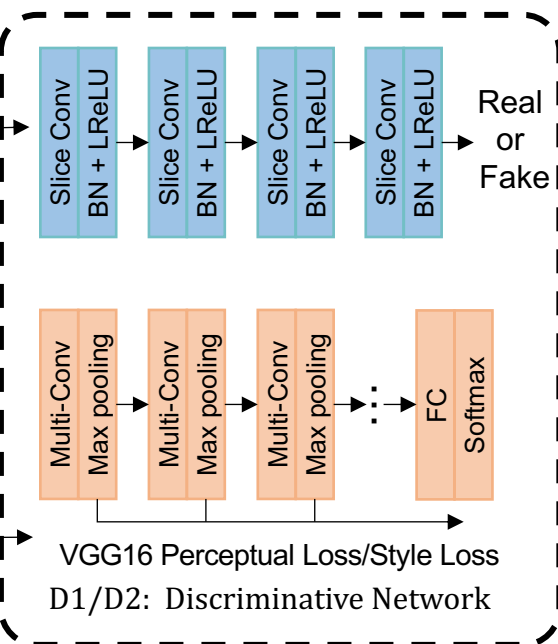 Slice Conv
BN + LReLU
Slice Conv
BN + LReLU
Slice Conv
BN + LReLU
Slice Conv
BN + LReLU
Real
or
Fake
Multi-Conv
Max pooling
Multi-Conv
Max pooling
Multi-Conv
Max pooling
FC
Softmax
VGG16 Perceptual Loss/Style Loss
D1/D2: Discriminative Network